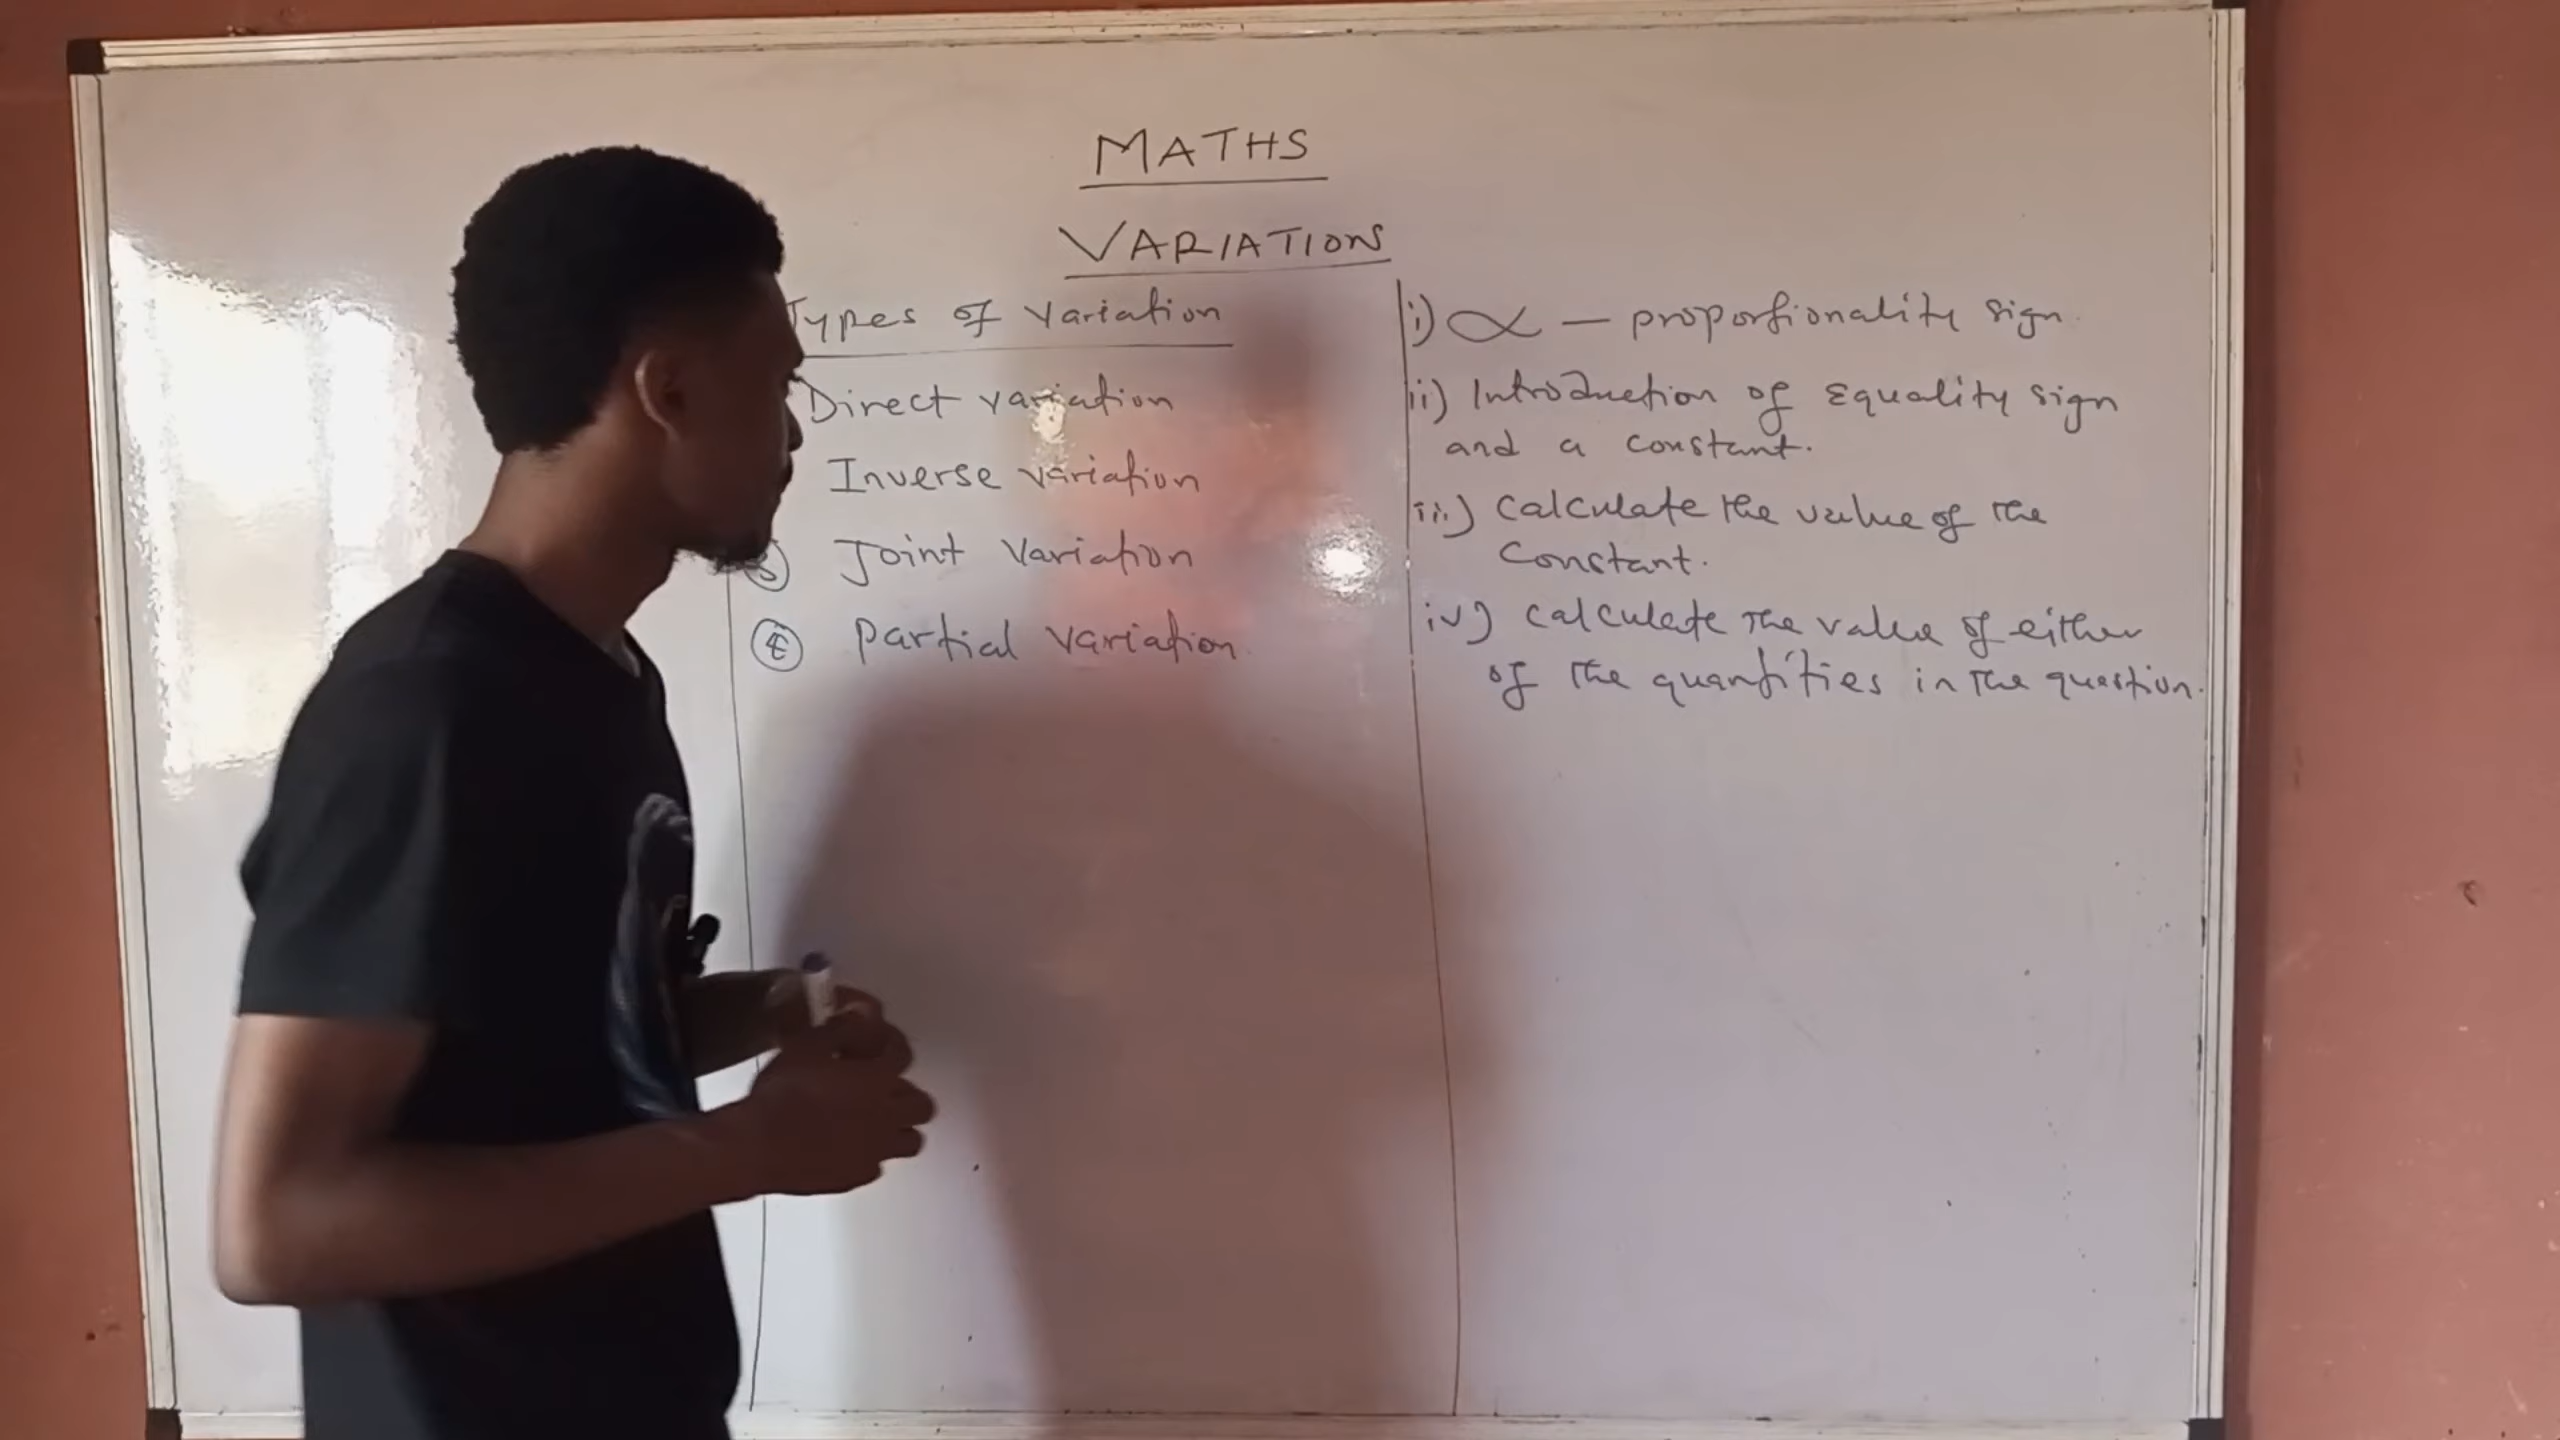 MATHS
VARIATIONS
Types of Variation
Direct variation
Inverse variation
③ Joint Variation
④ Partial Variation
i) ∝ — proportionality sign
ii) Introduction of Equality sign
and a constant.
iii) Calculate the value of the
Constant.
iv) Calculate the value of either
of the quantities in the question.